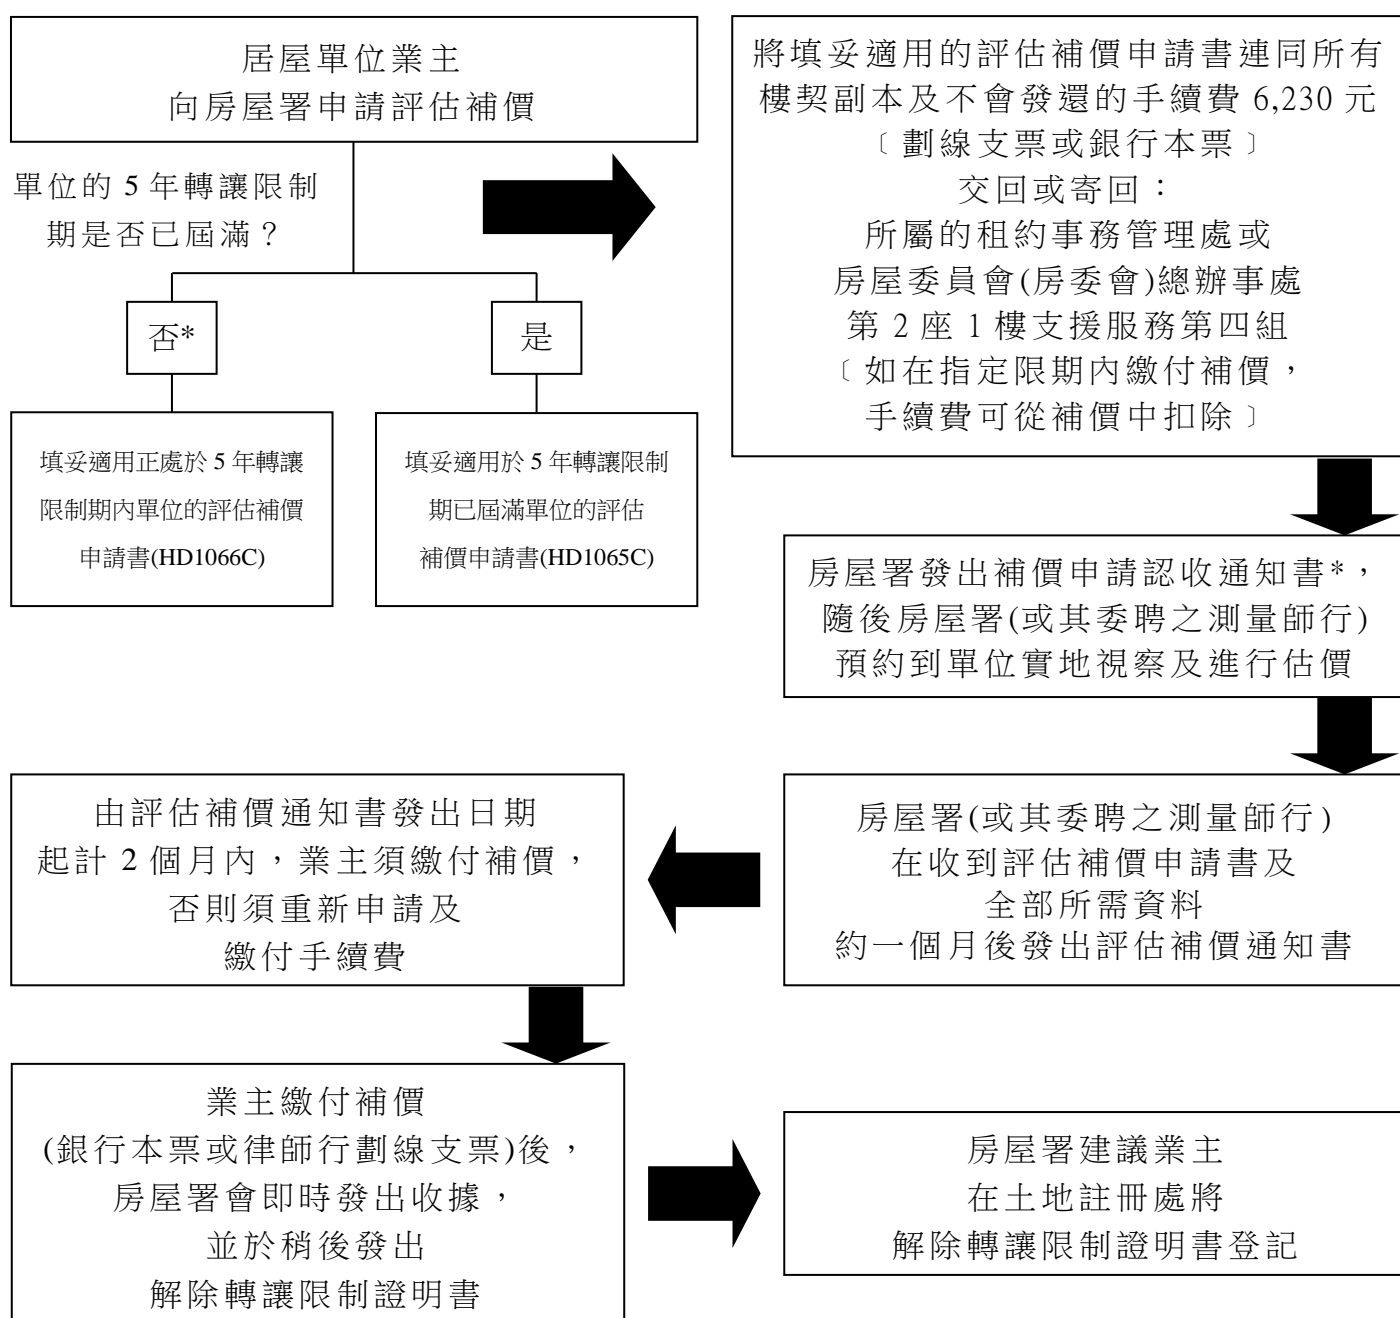 居屋單位業主
向房屋署申請評估補價
單位的 5 年轉讓限制
期是否已屆滿？
否*
是
填妥適用正處於 5 年轉讓
限制期內單位的評估補價
申請書(HD1066C)
填妥適用於 5 年轉讓限制
期已屆滿單位的評估
補價申請書(HD1065C)
將填妥適用的評估補價申請書連同所有
樓契副本及不會發還的手續費 6,230 元
﹝劃線支票或銀行本票﹞
交回或寄回：
所屬的租約事務管理處或
房屋委員會(房委會)總辦事處
第 2 座 1 樓支援服務第四組
﹝如在指定限期內繳付補價，
手續費可從補價中扣除﹞
房屋署發出補價申請認收通知書*，
隨後房屋署(或其委聘之測量師行)
預約到單位實地視察及進行估價
房屋署(或其委聘之測量師行)
在收到評估補價申請書及
全部所需資料
約一個月後發出評估補價通知書
由評估補價通知書發出日期
起計 2 個月內，業主須繳付補價，
否則須重新申請及
繳付手續費
業主繳付補價
(銀行本票或律師行劃線支票)後，
房屋署會即時發出收據，
並於稍後發出
解除轉讓限制證明書
房屋署建議業主
在土地註冊處將
解除轉讓限制證明書登記